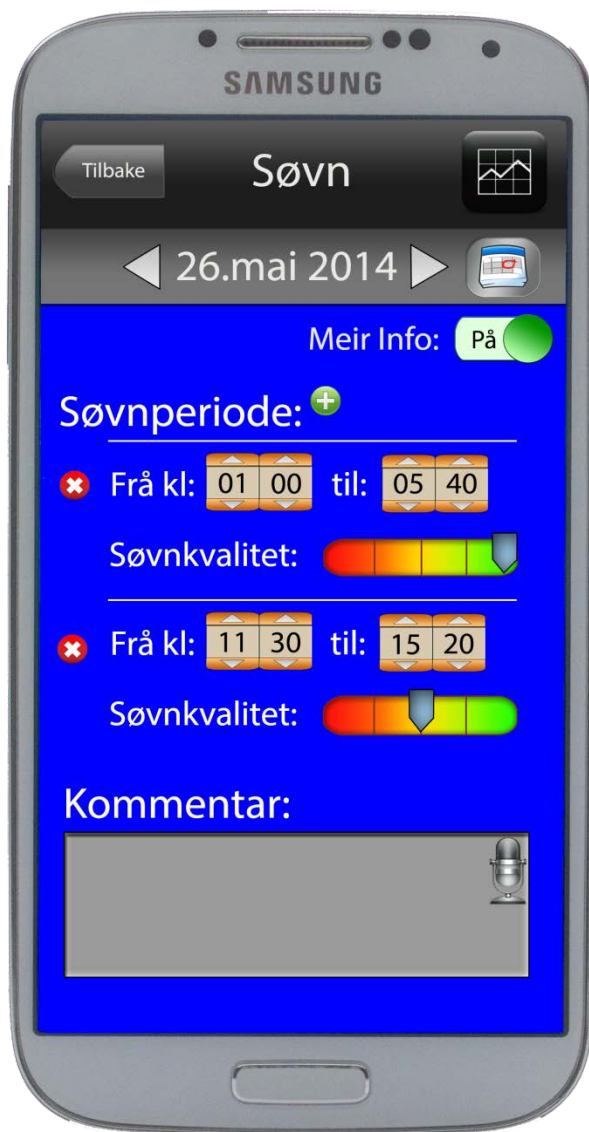 SAMSUNG
Tilbake Søvn
26.mai 2014
Meir Info: På
Søvnperiode:
Frå kl: 01 00 til: 05 40
Søvnkvalitet:
Frå kl: 11 30 til: 15 20
Søvnkvalitet:
Kommentar: